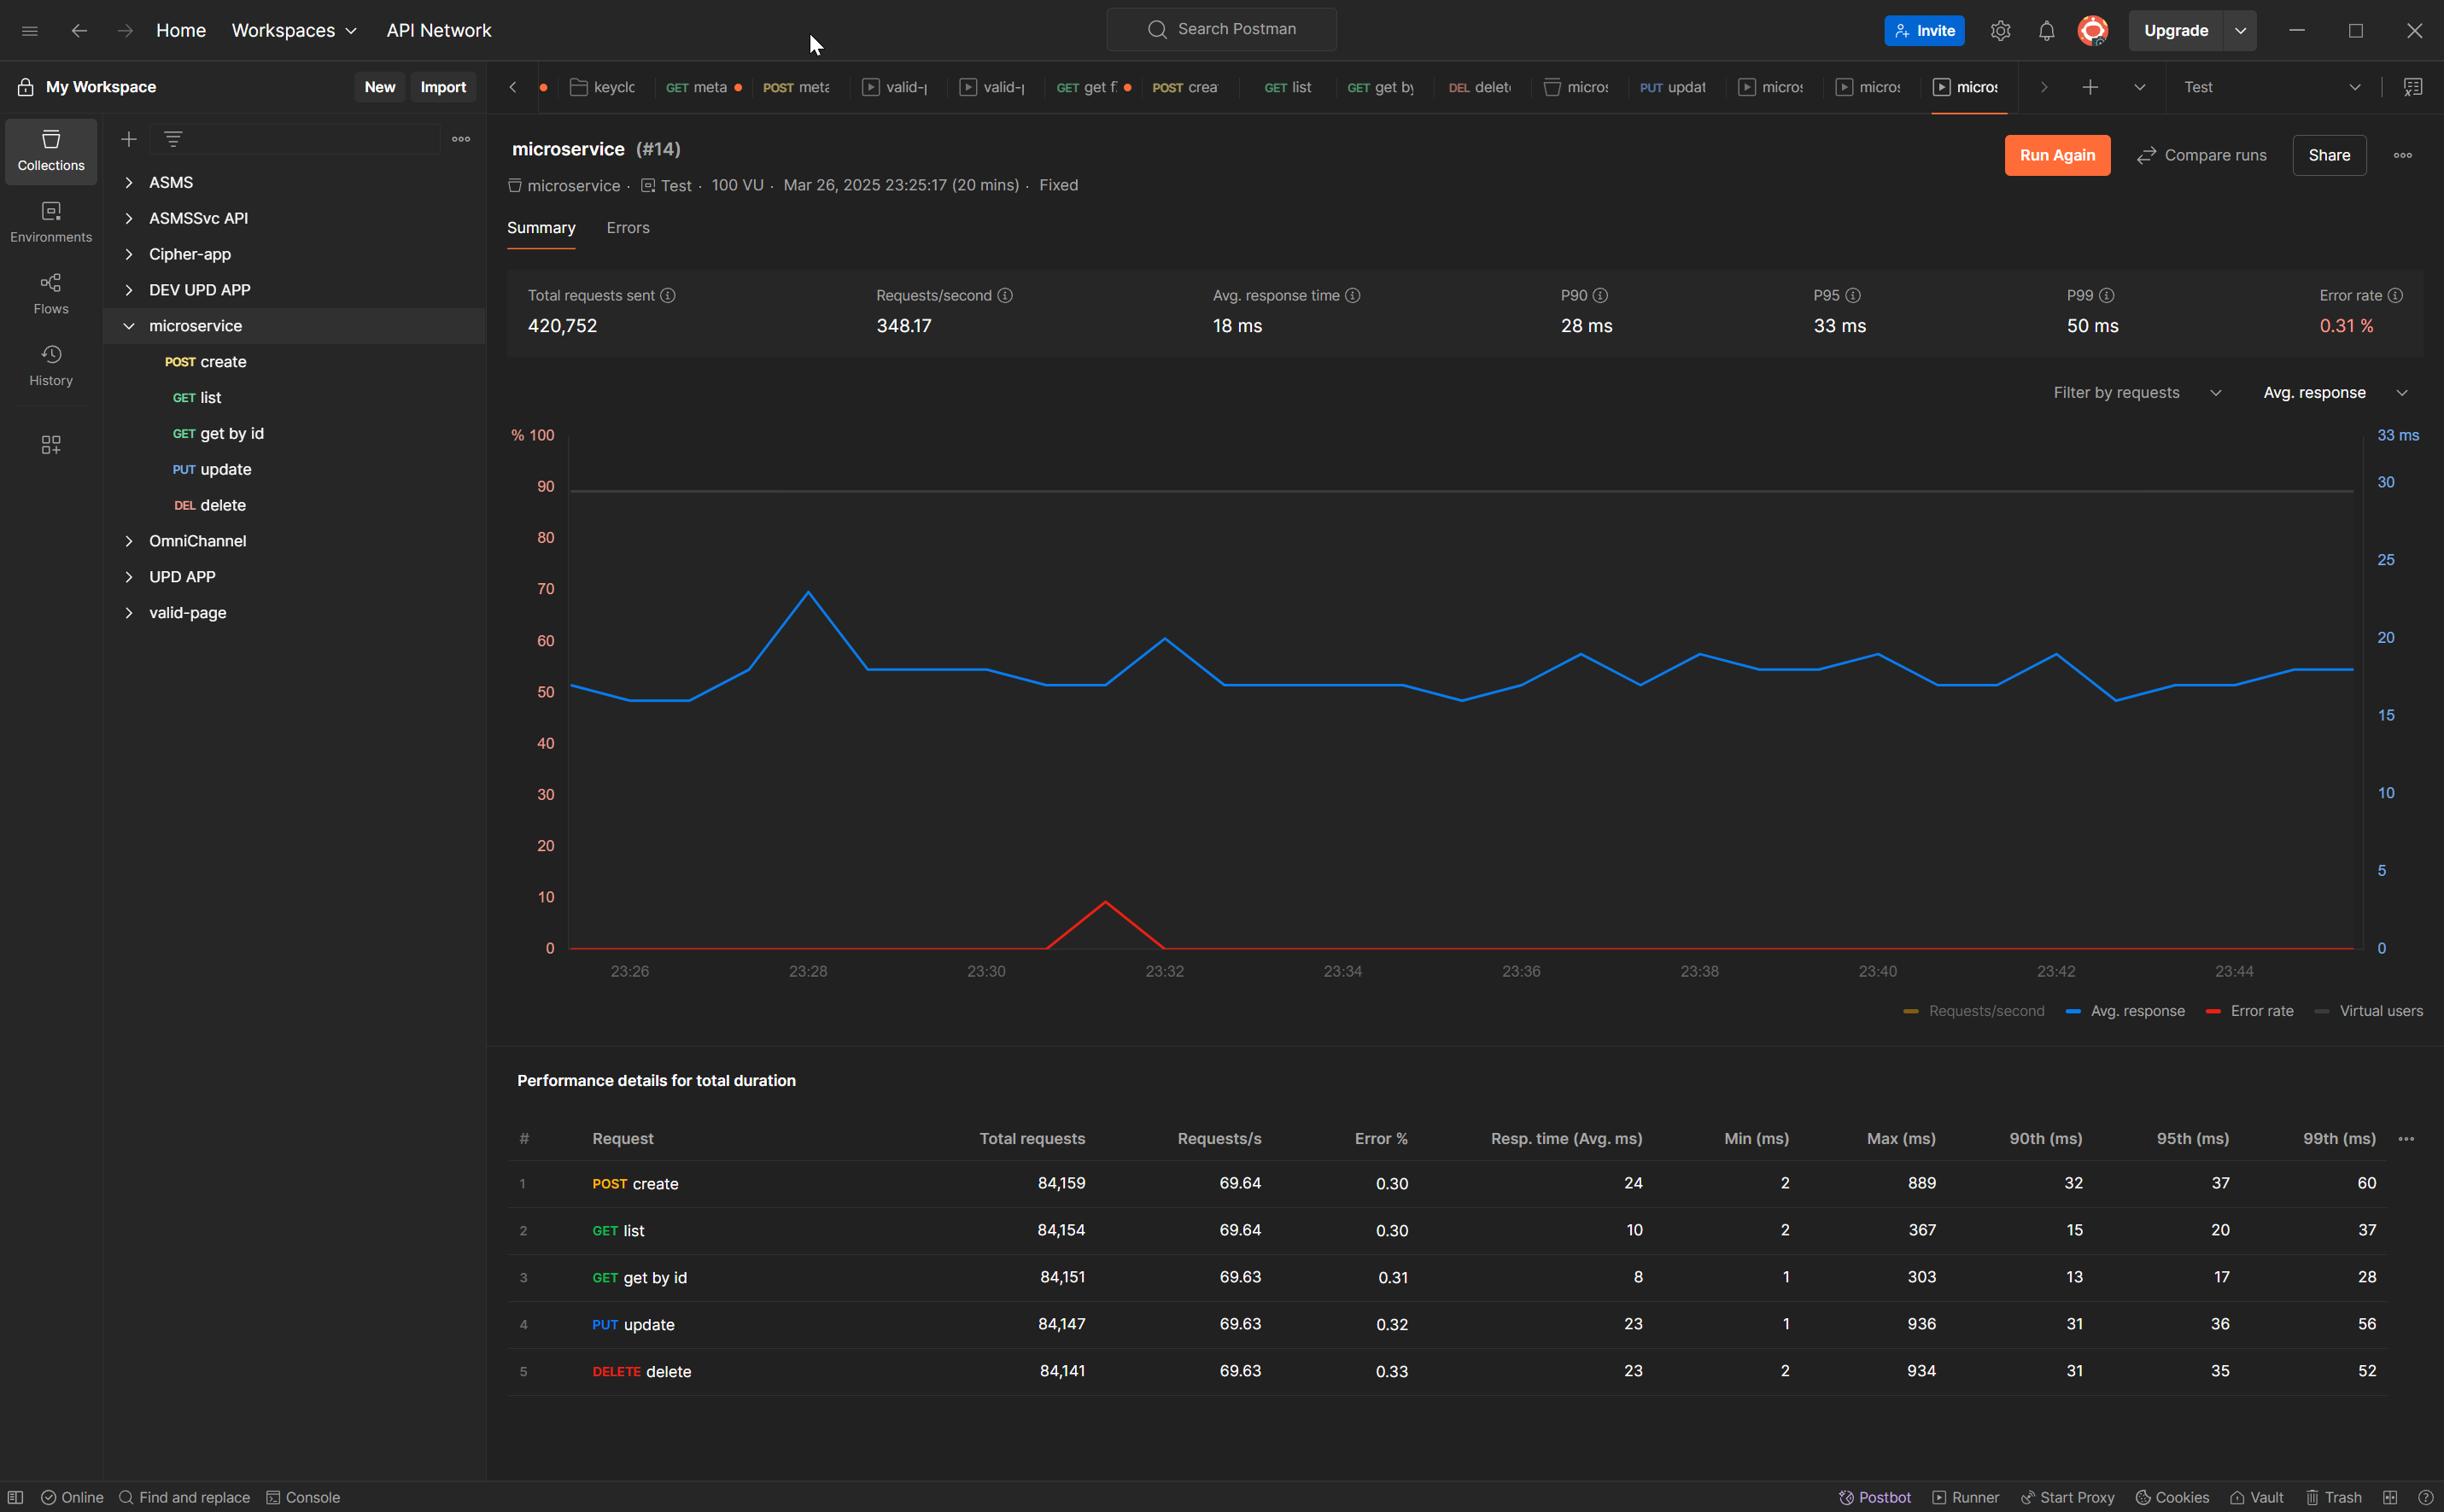 Home Workspaces API Network Search Postman Invite Upgrade
My Workspace New Import keyclc GET meta POST meta valid-p valid-p GET get f POST crea GET list GET get by DEL delete micros PUT updat micros micros micros Test
Collections
Environments
Flows
History
ASMS
ASMSSvc API
Cipher-app
DEV UPD APP
microservice
POST create
GET list
GET get by id
PUT update
DEL delete
OmniChannel
UPD APP
valid-page
microservice (#14)
Run Again Compare runs Share
microservice · Test · 100 VU · Mar 26, 2025 23:25:17 (20 mins) · Fixed
Summary Errors
Total requests sent Requests/second Avg. response time P90 P95 P99 Error rate
420,752 348.17 18 ms 28 ms 33 ms 50 ms 0.31 %
Filter by requests Avg. response
% 100 33 ms
90 30
80
70 25
60 20
50
40 15
30 10
20
10 5
0 0
23:26 23:28 23:30 23:32 23:34 23:36 23:38 23:40 23:42 23:44
Requests/second Avg. response Error rate Virtual users
Performance details for total duration
# Request Total requests Requests/s Error % Resp. time (Avg. ms) Min (ms) Max (ms) 90th (ms) 95th (ms) 99th (ms)
1 POST create 84,159 69.64 0.30 24 2 889 32 37 60
2 GET list 84,154 69.64 0.30 10 2 367 15 20 37
3 GET get by id 84,151 69.63 0.31 8 1 303 13 17 28
4 PUT update 84,147 69.63 0.32 23 1 936 31 36 56
5 DELETE delete 84,141 69.63 0.33 23 2 934 31 35 52
Online Find and replace Console Postbot Runner Start Proxy Cookies Vault Trash